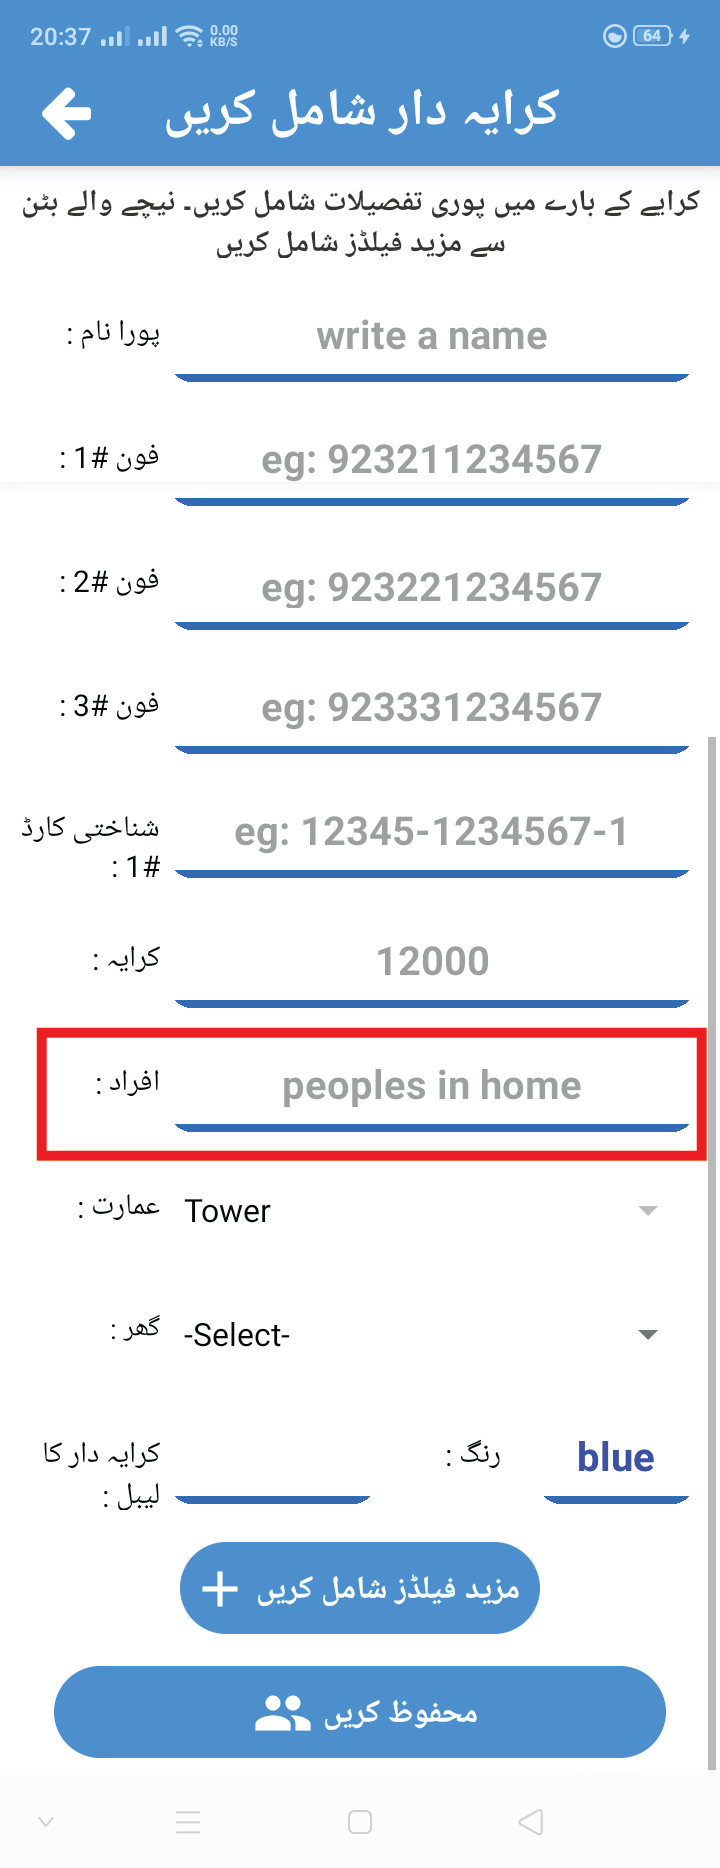 20:37 0.00 KB/S 64
کرایہ دار شامل کریں
کرایے کے بارے میں پوری تفصیلات شامل کریں۔ نیچے والے بٹن
سے مزید فیلڈز شامل کریں
پورا نام :
write a name
فون #1 :
eg: 923211234567
فون #2 :
eg: 923221234567
فون #3 :
eg: 923331234567
شناختی کارڈ
#1 :
eg: 12345-1234567-1
کرایہ :
12000
افراد :
peoples in home
عمارت :
Tower
گھر :
-Select-
کرایہ دار کا
لیبل :
رنگ :
blue
مزید فیلڈز شامل کریں
محفوظ کریں